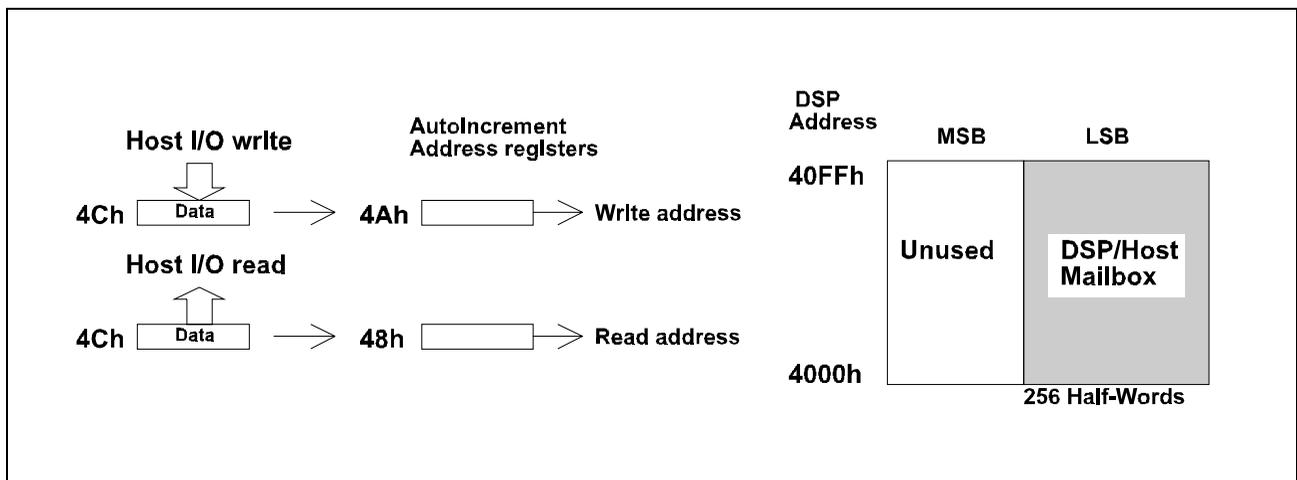 Host I/O write
AutoIncrement
Address registers
4Ch
Data
4Ah
Write address
Host I/O read
4Ch
Data
48h
Read address
DSP
Address
MSB
LSB
40FFh
Unused
DSP/Host
Mailbox
4000h
256 Half-Words